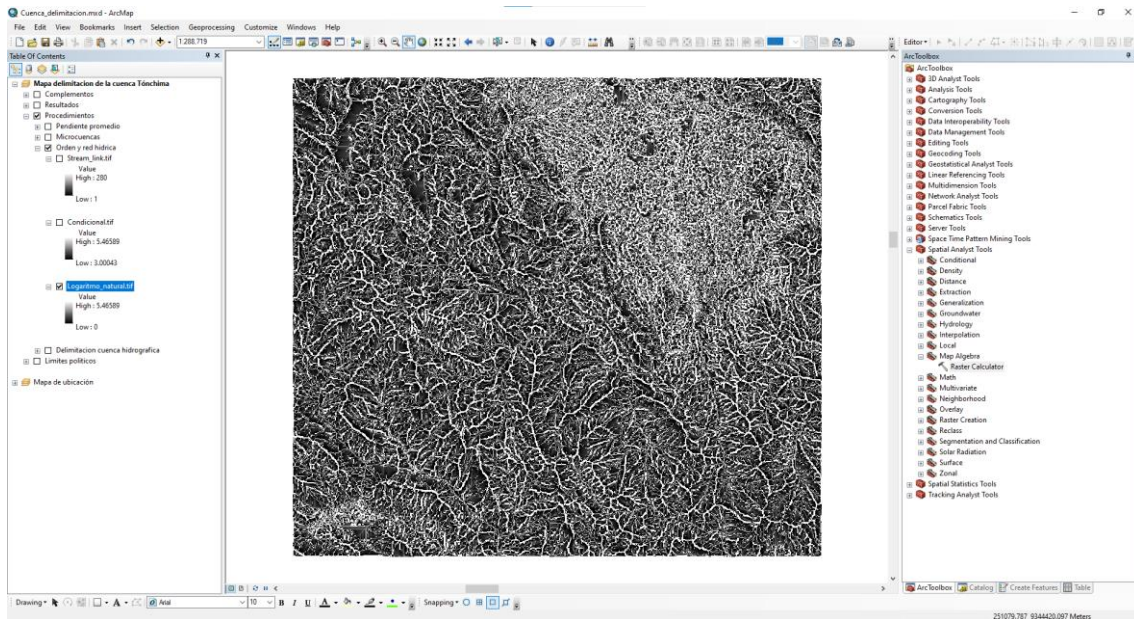 Cuenca_delimitacion.mxd - ArcMap
File Edit View Bookmarks Insert Selection Geoprocessing Customize Windows Help
1:288.719
Editor
Table Of Contents
Mapa delimitacion de la cuenca Tónchima
Complementos
Resultados
Procedimientos
Pendiente promedio
Microcuencas
Orden y red hidrica
Stream_link.tif
Value
High : 280
Low : 1
Condicional.tif
Value
High : 5.46589
Low : 3.00043
Logaritmo_natural.tif
Value
High : 5.46589
Low : 0
Delimitacion cuenca hidrografica
Limites politicos
Mapa de ubicación
ArcToolbox
ArcToolbox
3D Analyst Tools
Analysis Tools
Cartography Tools
Conversion Tools
Data Interoperability Tools
Data Management Tools
Editing Tools
Geocoding Tools
Geostatistical Analyst Tools
Linear Referencing Tools
Multidimension Tools
Network Analyst Tools
Parcel Fabric Tools
Schematics Tools
Server Tools
Space Time Pattern Mining Tools
Spatial Analyst Tools
Conditional
Density
Distance
Extraction
Generalization
Groundwater
Hydrology
Interpolation
Local
Map Algebra
Raster Calculator
Math
Multivariate
Neighborhood
Overlay
Raster Creation
Reclass
Segmentation and Classification
Solar Radiation
Surface
Zonal
Spatial Statistics Tools
Tracking Analyst Tools
ArcToolbox Catalog Create Features Table
Drawing Arial 10 B I U A Snapping
251079.787 9344420.097 Meters